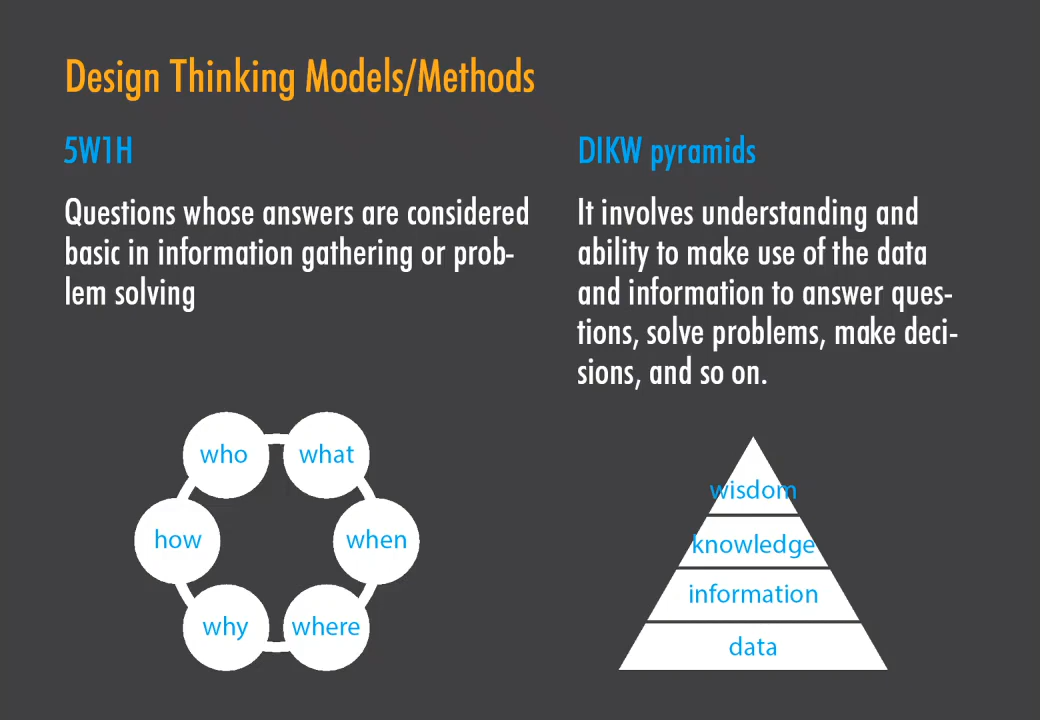 Design Thinking Models/Methods
5W1H
Questions whose answers are considered
basic in information gathering or prob-
lem solving
who
what
how
when
why
where
DIKW pyramids
It involves understanding and
ability to make use of the data
and information to answer ques-
tions, solve problems, make deci-
sions, and so on.
wisdom
knowledge
information
data